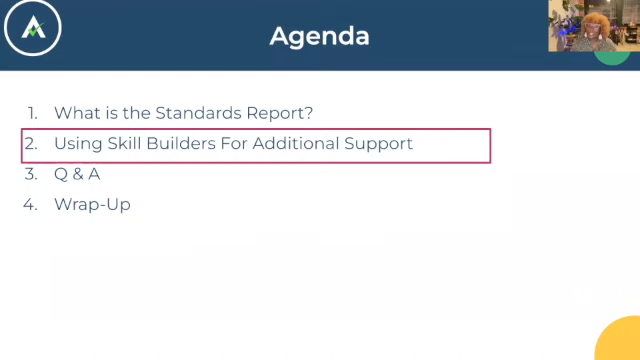 Agenda
1. What is the Standards Report?
2. Using Skill Builders For Additional Support
3. Q & A
4. Wrap-Up